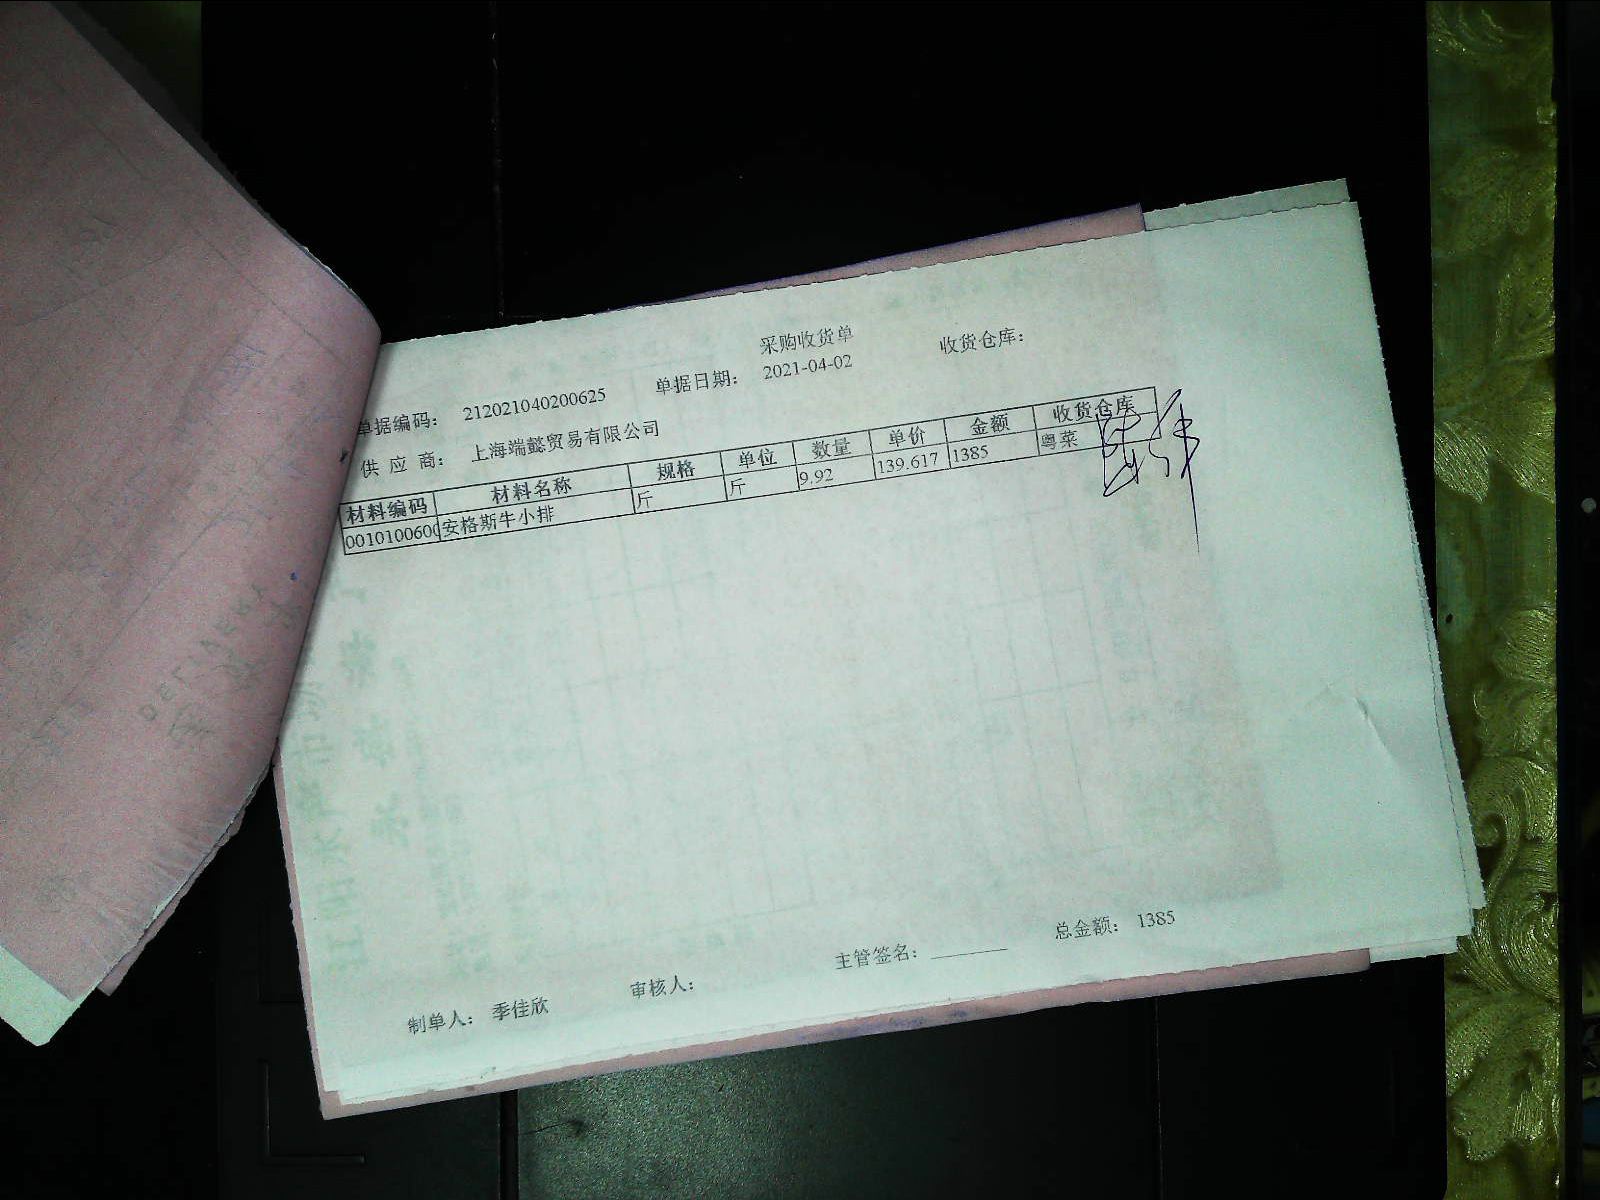 采购收货单
单据编码： 212021040200625 单据日期： 2021-04-02 收货仓库：
供 应 商： 上海端懿贸易有限公司
材料编码 材料名称 规格 单位 数量 单价 金额 收货仓库
0010100600 安格斯牛小排 斤 斤 9.92 139.617 1385 粤菜
制单人： 季佳欣 审核人： 主管签名： 总金额： 1385